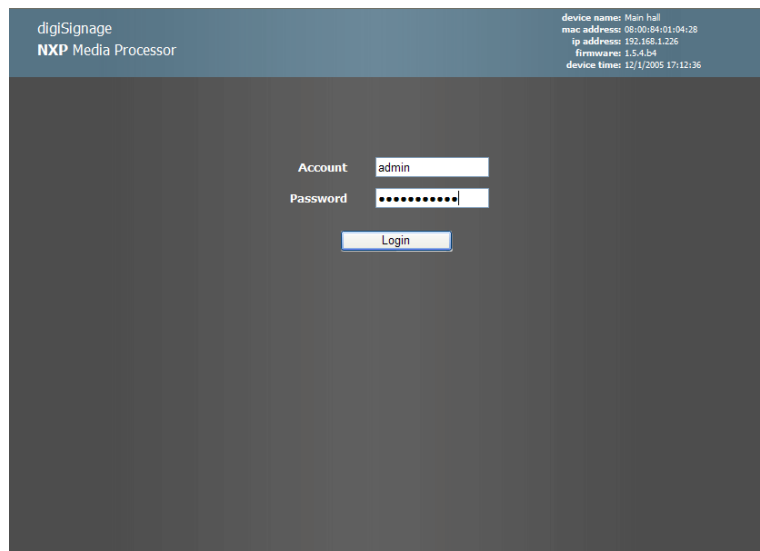 digiSignage
NXP Media Processor
device name: Main hall
mac address: 08:00:84:01:04:28
ip address: 192.168.1.226
firmware: 1.5.4.b4
device time: 12/1/2005 17:12:36
Account admin
Password ●●●●●●●●●●●
Login